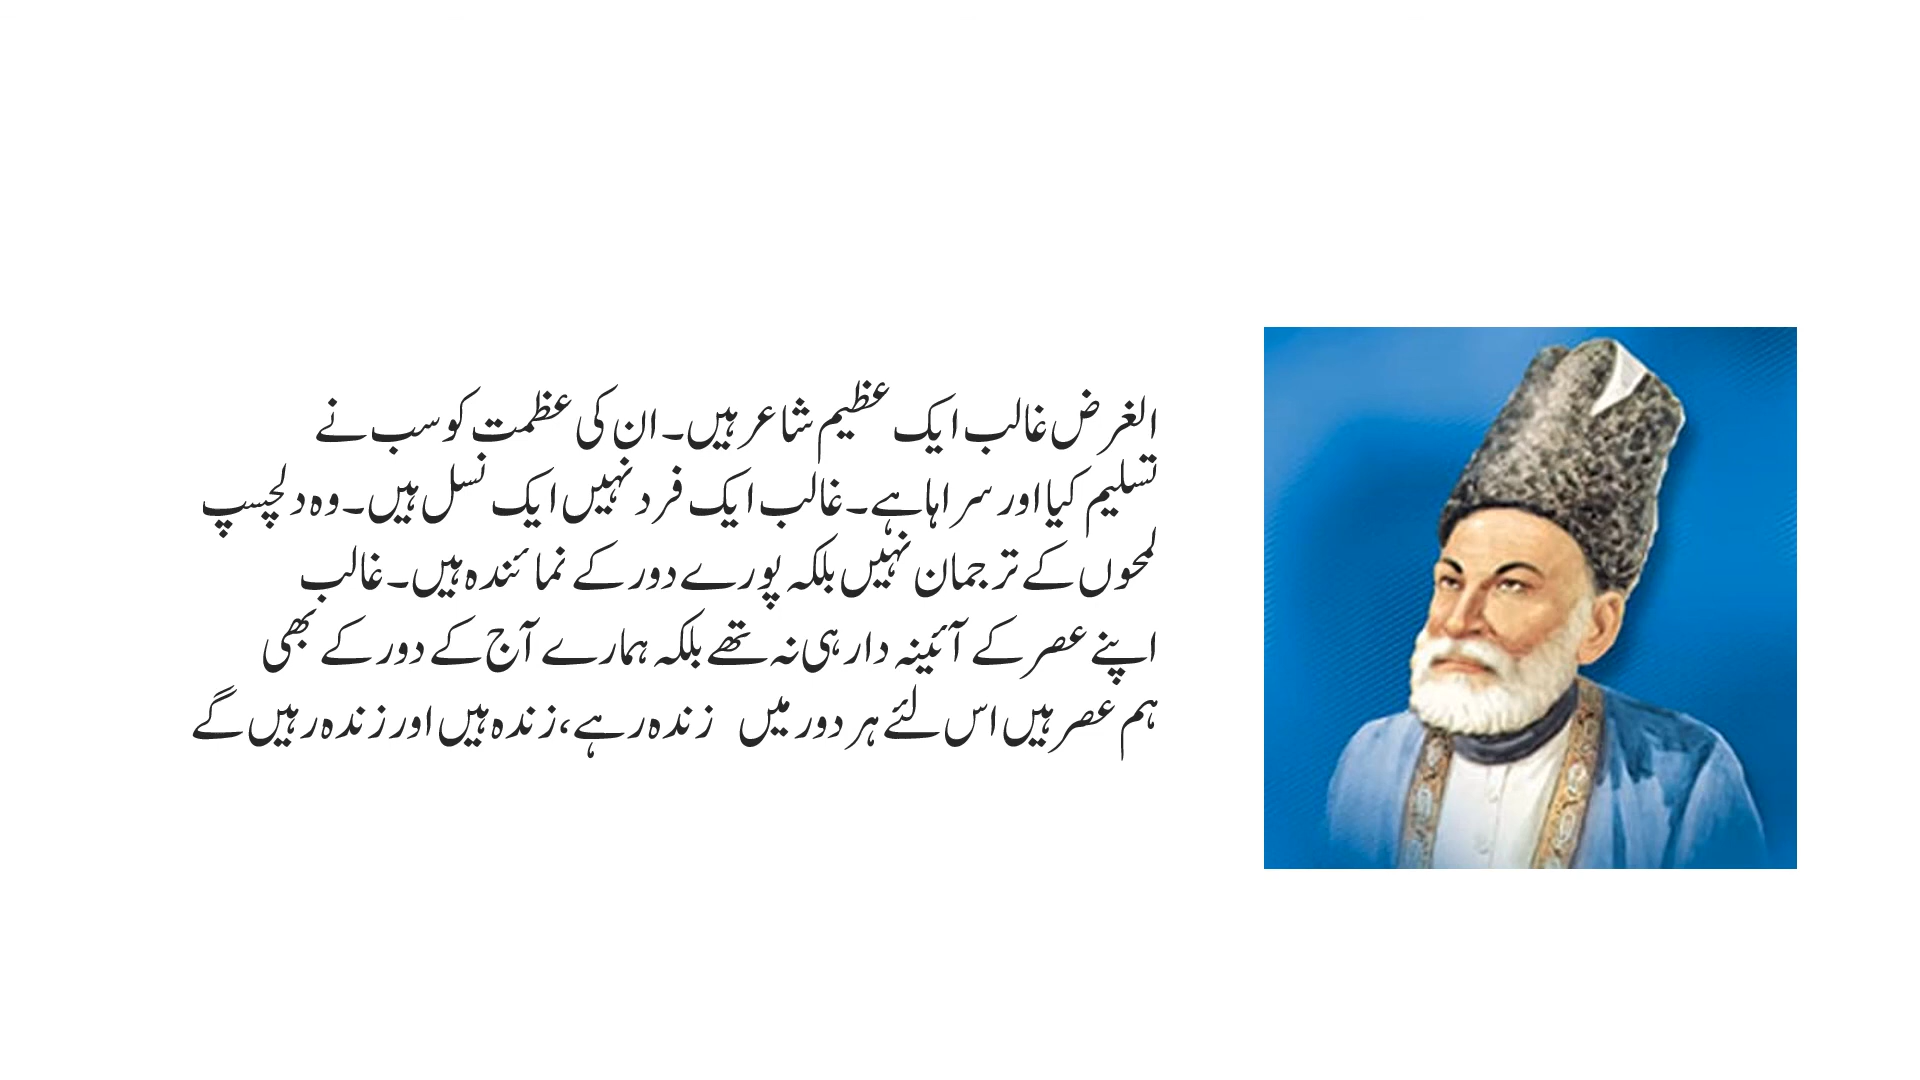 الغرض غالب ایک عظیم شاعر ہیں۔ ان کی عظمت کو سب نے
تسلیم کیا اور سراہا ہے۔ غالب ایک فرد نہیں ایک نسل ہیں۔ وہ دلچسپ
لمحوں کے ترجمان نہیں بلکہ پورے دور کے نمائندہ ہیں۔ غالب
اپنے عصر کے آئینہ دار ہی نہ تھے بلکہ ہمارے آج کے دور کے بھی
ہم عصر ہیں اس لئے ہر دور میں زندہ رہے، زندہ ہیں اور زندہ رہیں گے